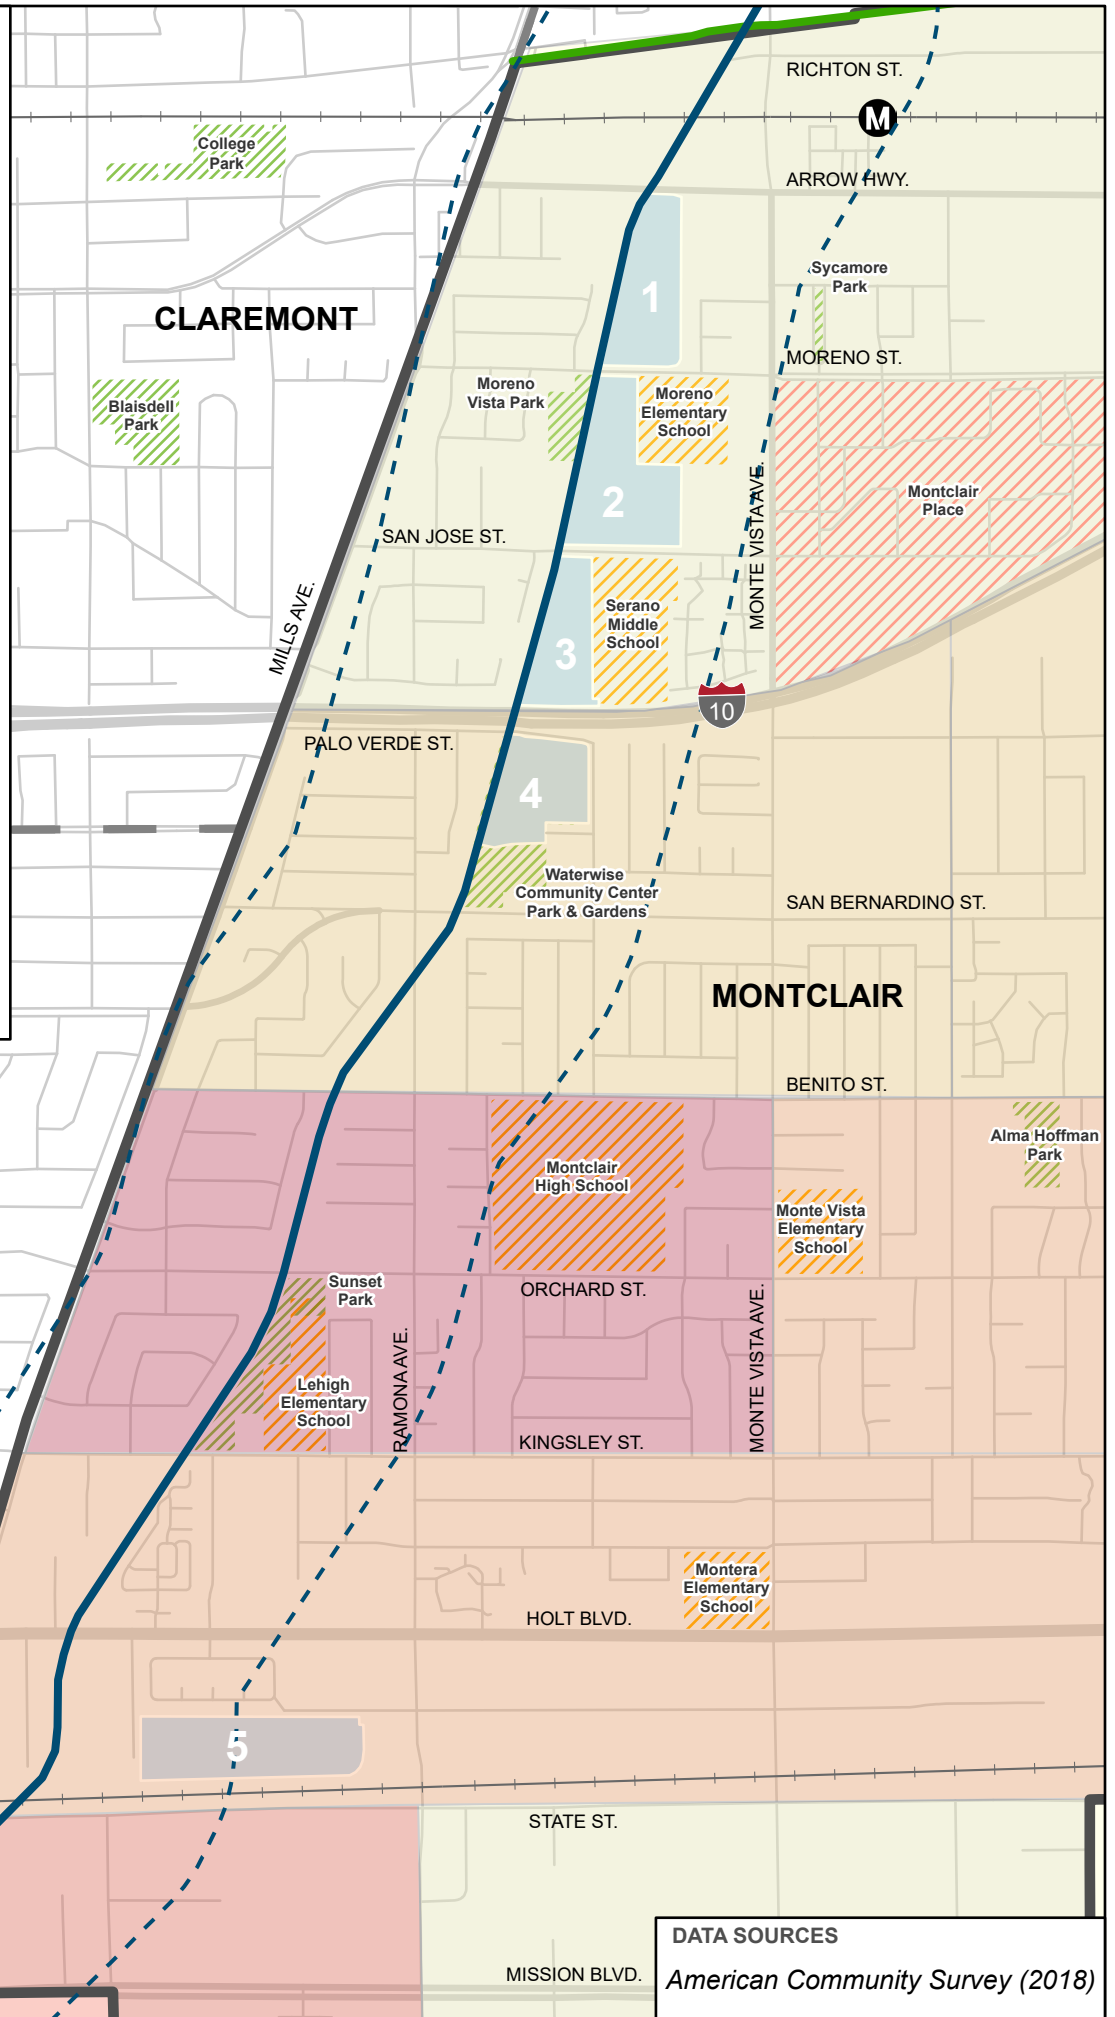 RICHTON ST.
M
College
Park
ARROW HWY.
Sycamore
Park
1
CLAREMONT
MORENO ST.
Moreno
Vista Park
Moreno
Elementary
School
Blaisdell
Park
MONTE VISTA AVE.
Montclair
Place
2
SAN JOSE ST.
MILLS AVE.
Serano
Middle
School
3
10
PALO VERDE ST.
4
Waterwise
Community Center
Park & Gardens
SAN BERNARDINO ST.
MONTCLAIR
BENITO ST.
Alma Hoffman
Park
Montclair
High School
Monte Vista
Elementary
School
Sunset
Park
ORCHARD ST.
RAMONA AVE.
MONTE VISTA AVE.
Lehigh
Elementary
School
KINGSLEY ST.
Montera
Elementary
School
HOLT BLVD.
5
STATE ST.
MISSION BLVD.
DATA SOURCES
American Community Survey (2018)